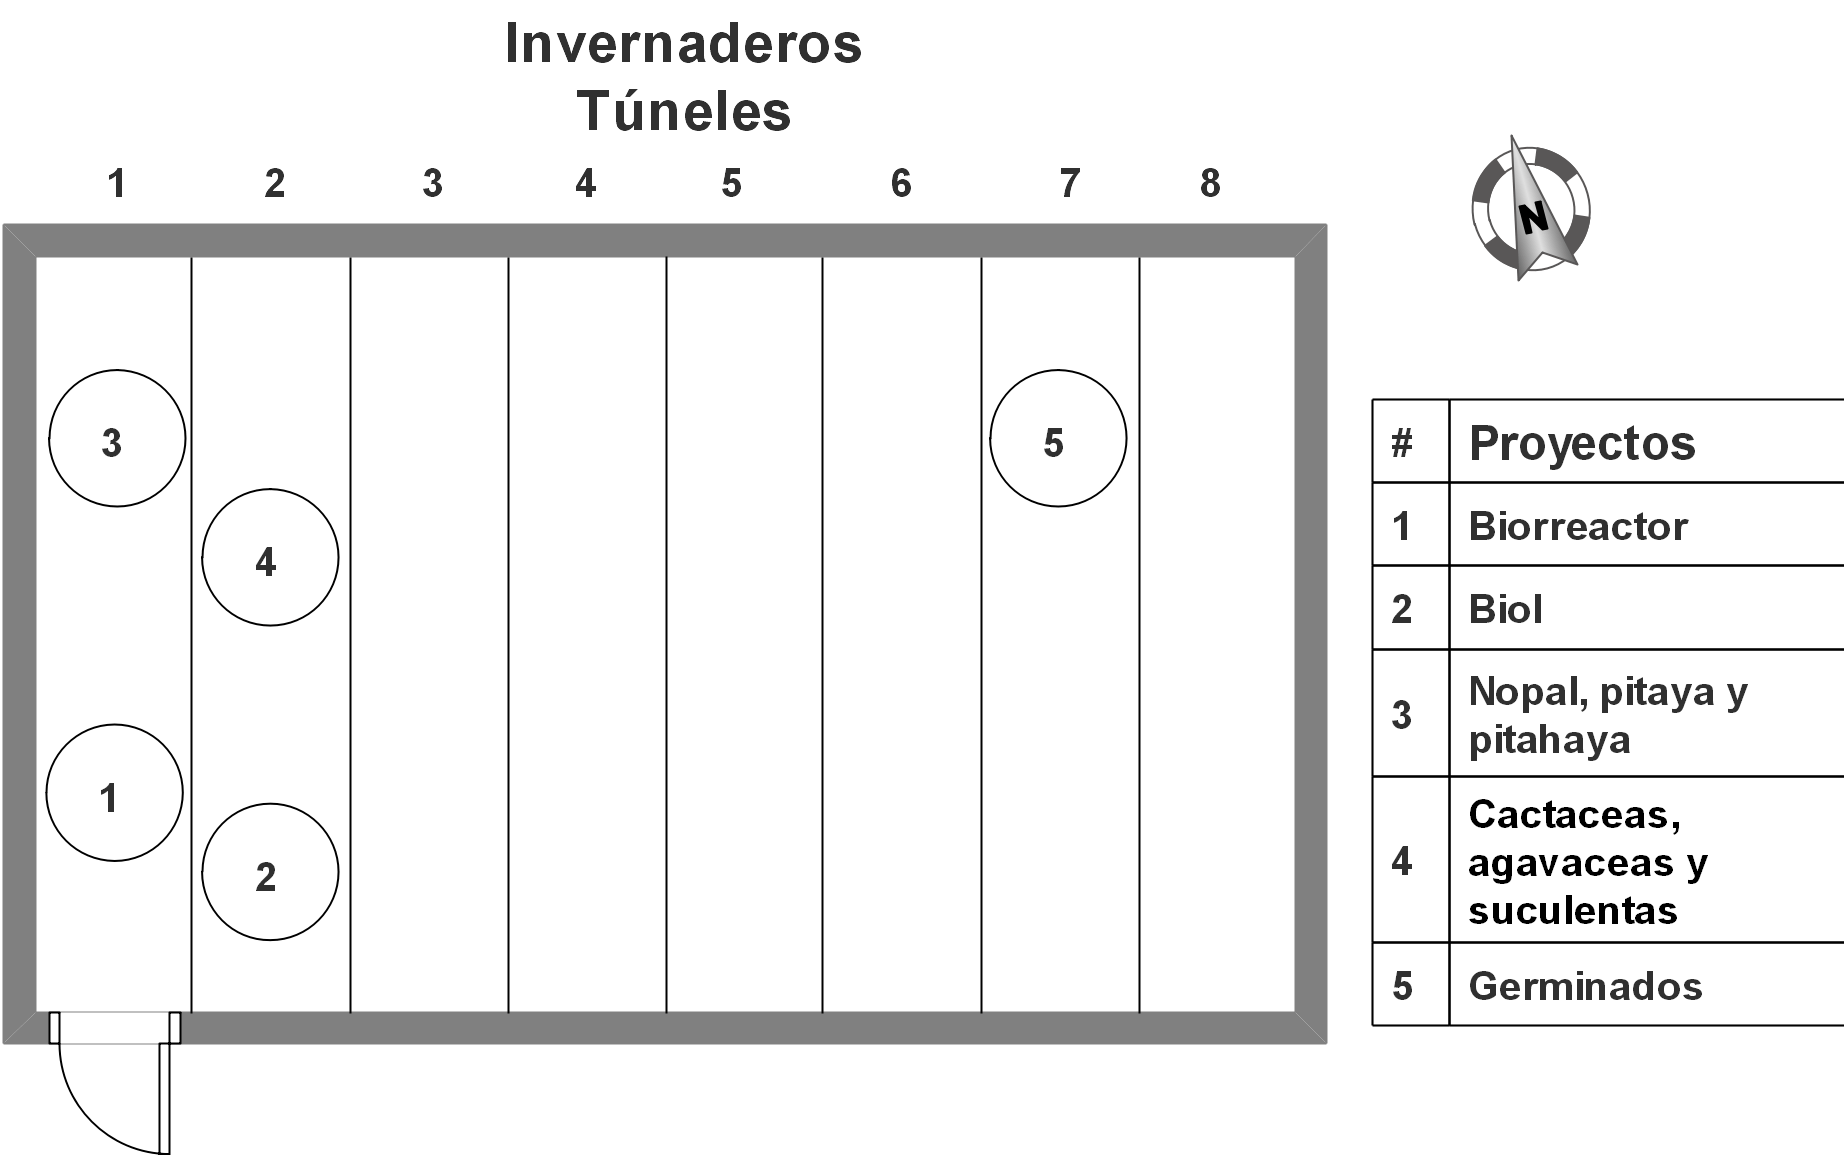 Invernaderos
Túneles
1 2 3 4 5 6 7 8
N
3
5
4
1
2
# Proyectos
1 Biorreactor
2 Biol
3 Nopal, pitaya y
pitahaya
4 Cactaceas,
agavaceas y
suculentas
5 Germinados